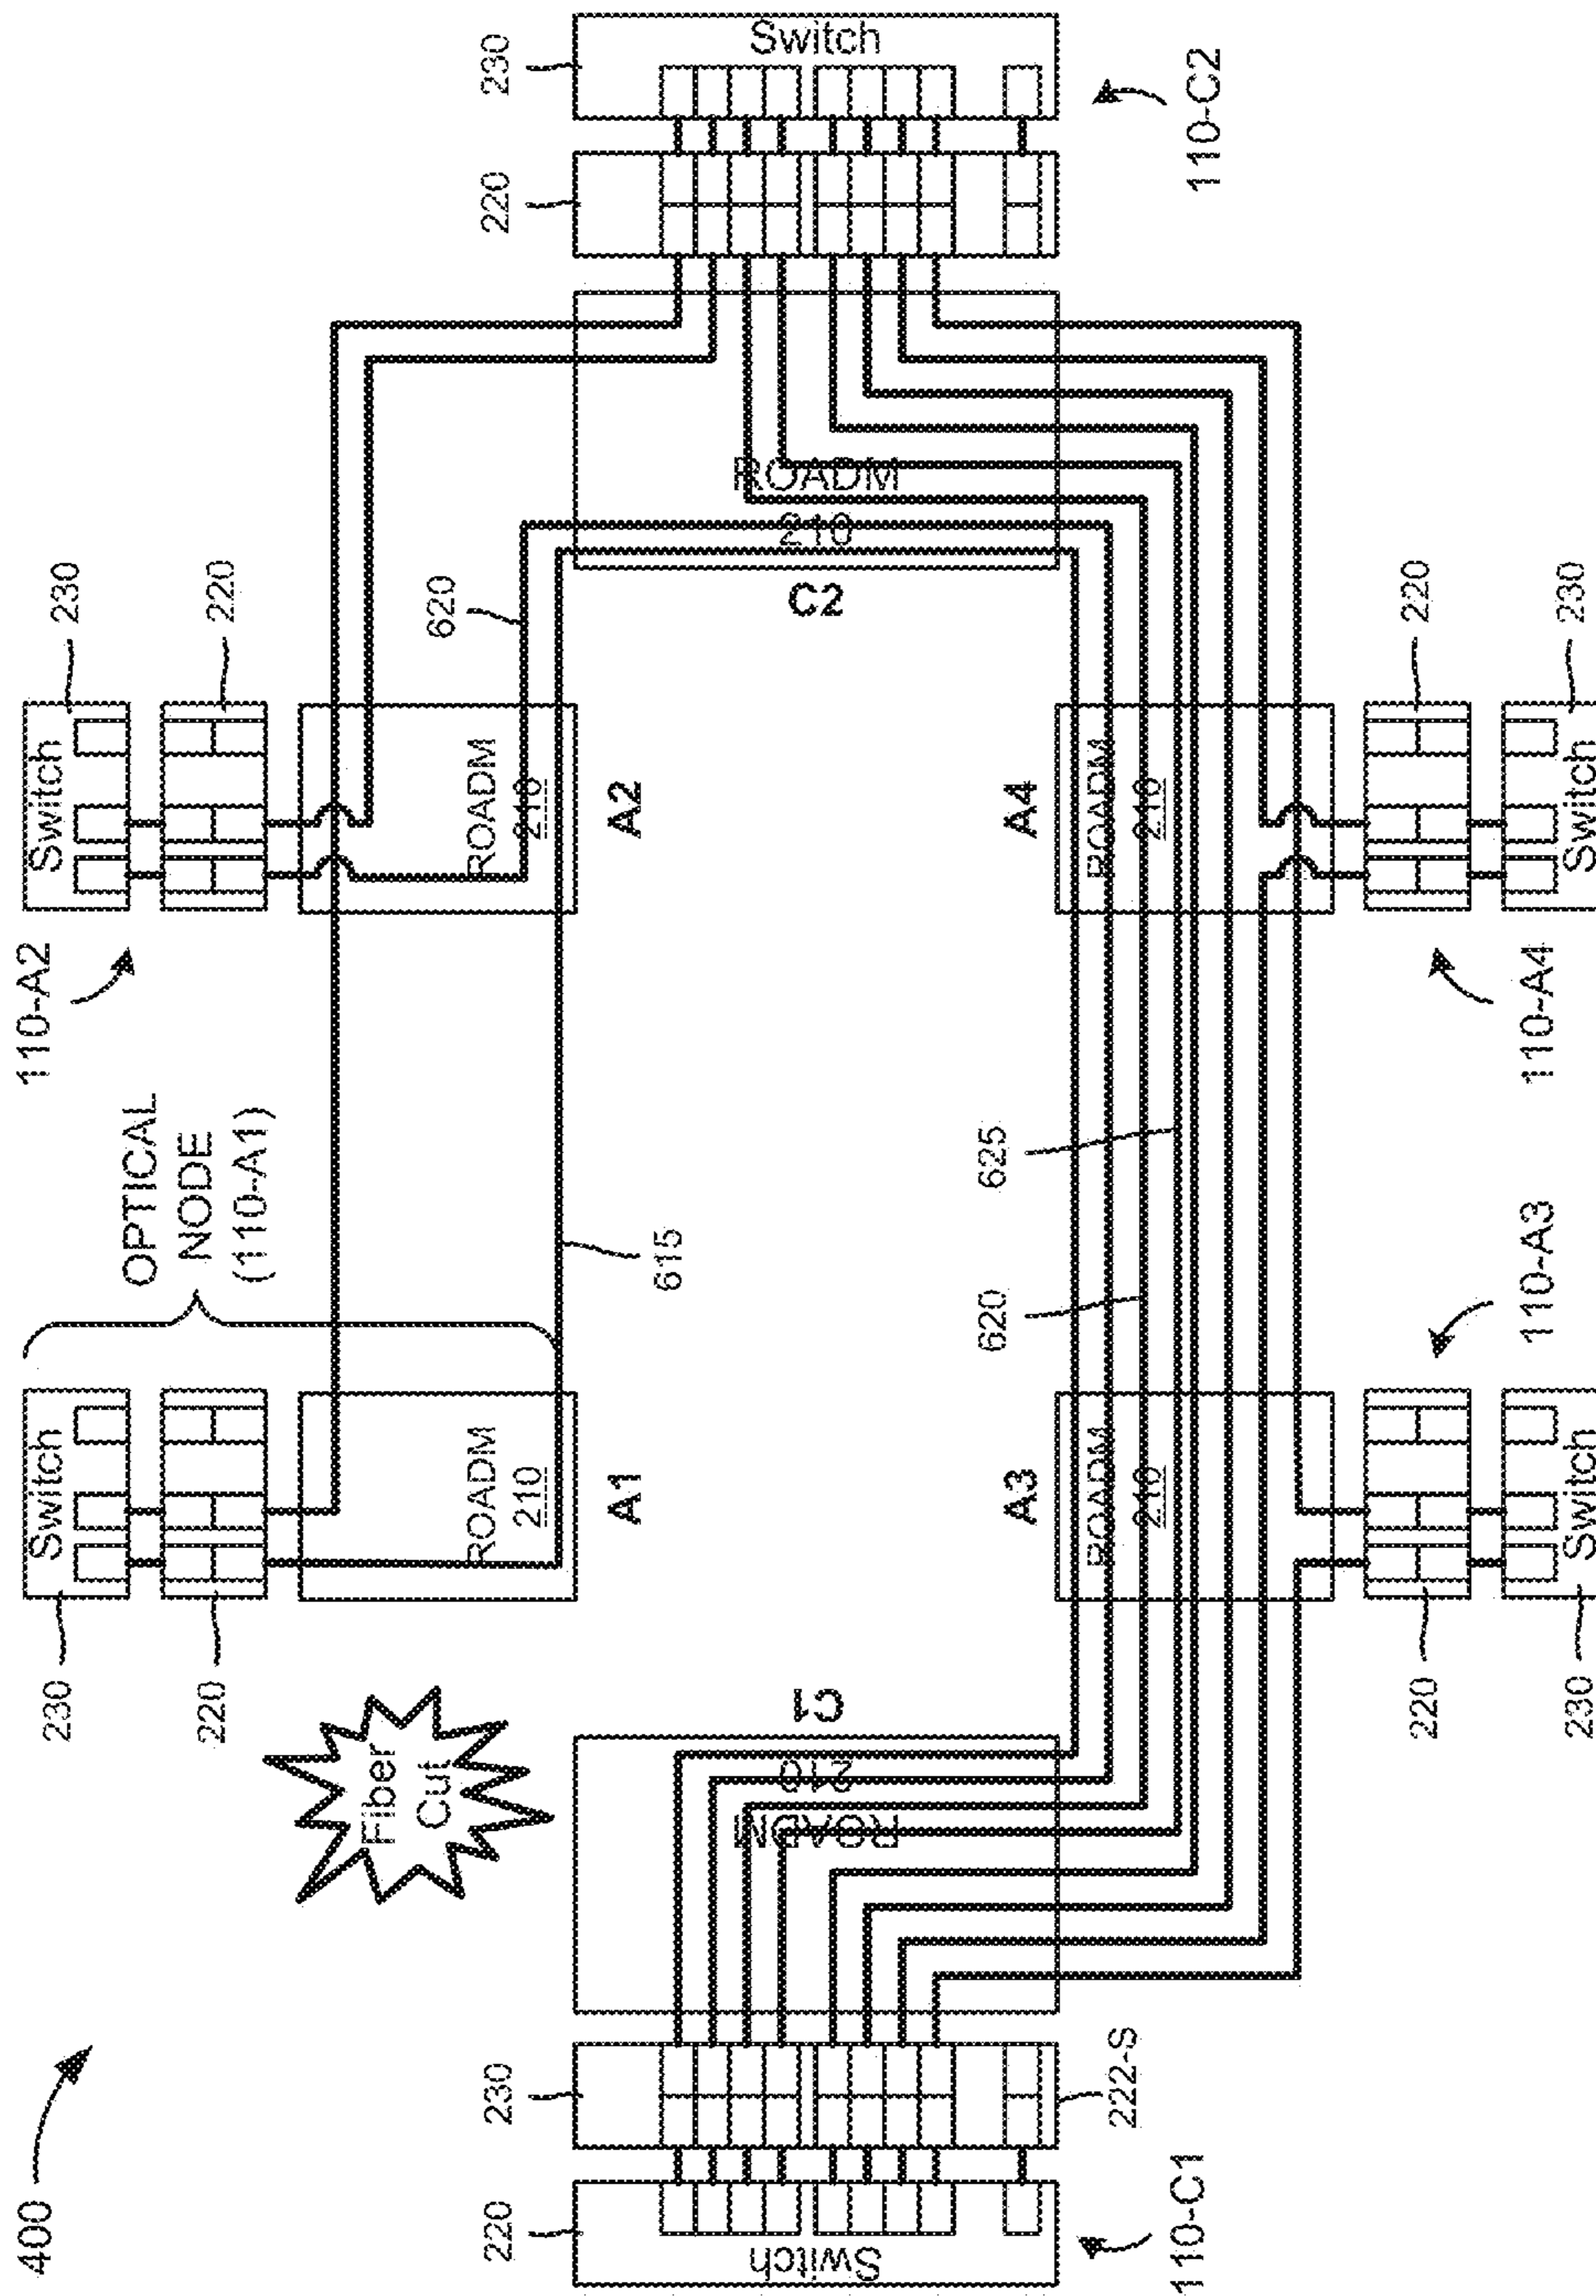 400
230
Switch
220
OPTICAL
NODE
(110-A1)
ROADM
210
A1
615
110-A2
Switch
230
220
ROADM
210
A2
620
Fiber
Cut
C1
210
ROADM
230
220
Switch
222-S
110-C1
230
Switch
220
ROADM
210
C2
110-C2
A3
ROADM
210
620
625
A4
ROADM
210
220
230
Switch
110-A3
110-A4
220
230
Switch